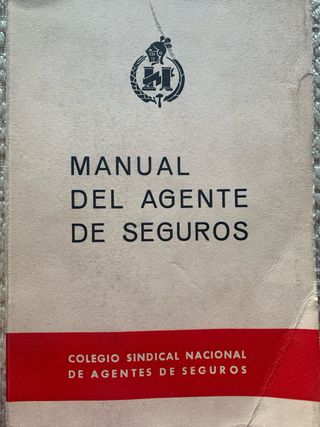 MANUAL
DEL AGENTE
DE SEGUROS
COLEGIO SINDICAL NACIONAL
DE AGENTES DE SEGUROS